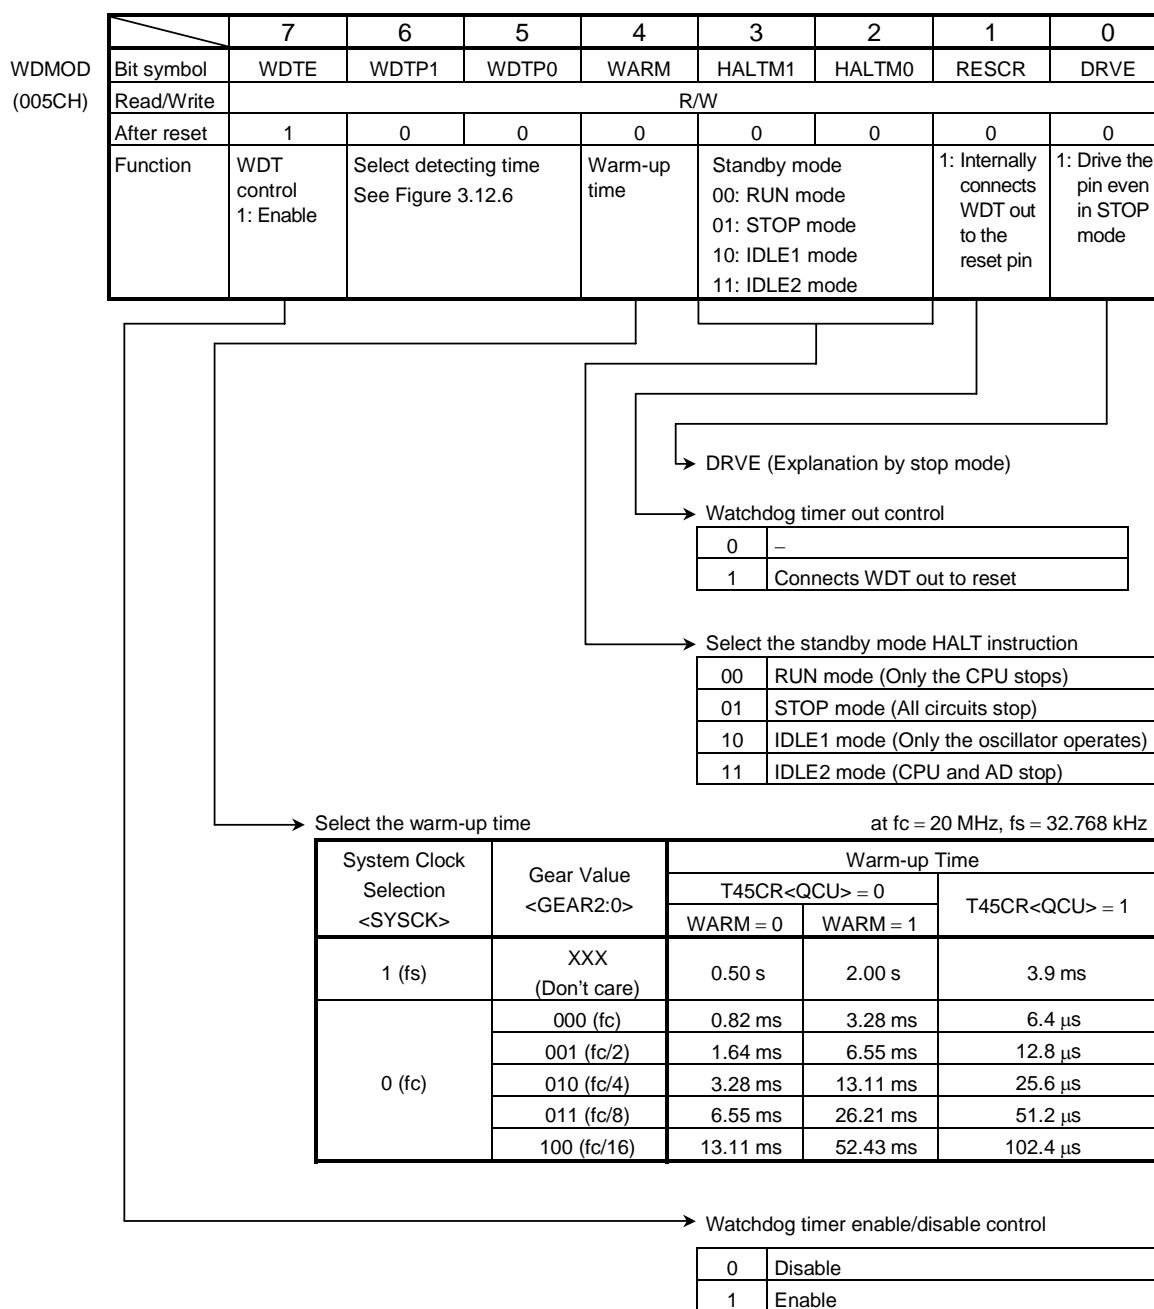 7 6 5 4 3 2 1 0
WDMOD Bit symbol WDTE WDTP1 WDTP0 WARM HALTM1 HALTM0 RESCR DRVE
(005CH) Read/Write R/W
After reset 1 0 0 0 0 0 0 0
Function
WDT
control
1: Enable
Select detecting time
See Figure 3.12.6
Warm-up
time
Standby mode
00: RUN mode
01: STOP mode
10: IDLE1 mode
11: IDLE2 mode
1: Internally
connects
WDT out
to the
reset pin
1: Drive the
pin even
in STOP
mode
DRVE (Explanation by stop mode)
Watchdog timer out control
0 –
1 Connects WDT out to reset
Select the standby mode HALT instruction
00 RUN mode (Only the CPU stops)
01 STOP mode (All circuits stop)
10 IDLE1 mode (Only the oscillator operates)
11 IDLE2 mode (CPU and AD stop)
Select the warm-up time at fc = 20 MHz, fs = 32.768 kHz
System Clock
Selection
<SYSCK>
Gear Value
<GEAR2:0>
Warm-up Time
T45CR<QCU> = 0
T45CR<QCU> = 1
WARM = 0 WARM = 1
1 (fs)
XXX
(Don't care)
0.50 s 2.00 s 3.9 ms
0 (fc)
000 (fc) 0.82 ms 3.28 ms 6.4 μs
001 (fc/2) 1.64 ms 6.55 ms 12.8 μs
010 (fc/4) 3.28 ms 13.11 ms 25.6 μs
011 (fc/8) 6.55 ms 26.21 ms 51.2 μs
100 (fc/16) 13.11 ms 52.43 ms 102.4 μs
Watchdog timer enable/disable control
0 Disable
1 Enable